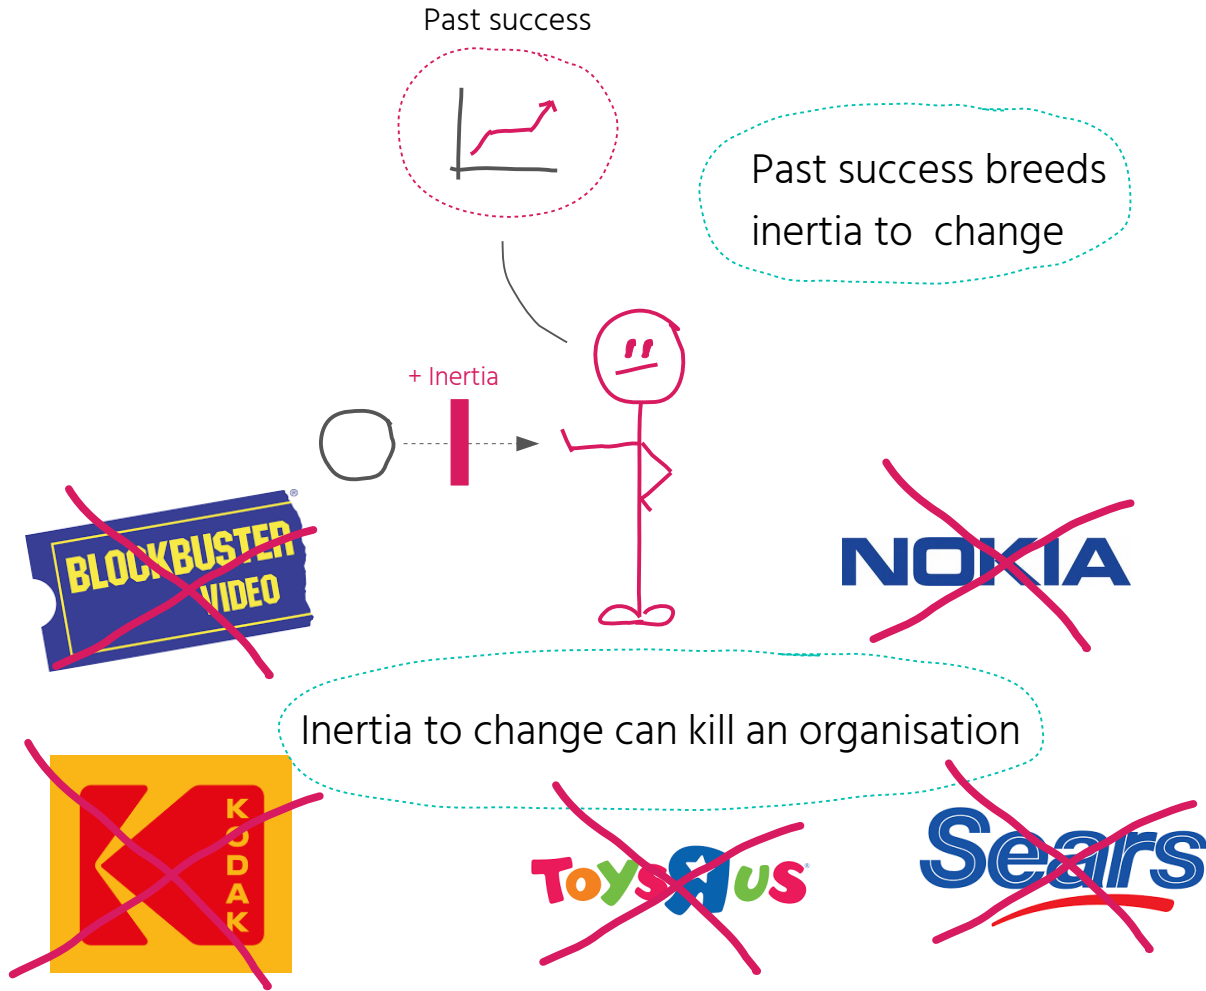 Past success
Past success breeds
inertia to change
+ Inertia
BLOCKBUSTER
VIDEO
®
NOKIA
Inertia to change can kill an organisation
KODAK
TOYS R US
®
Sears